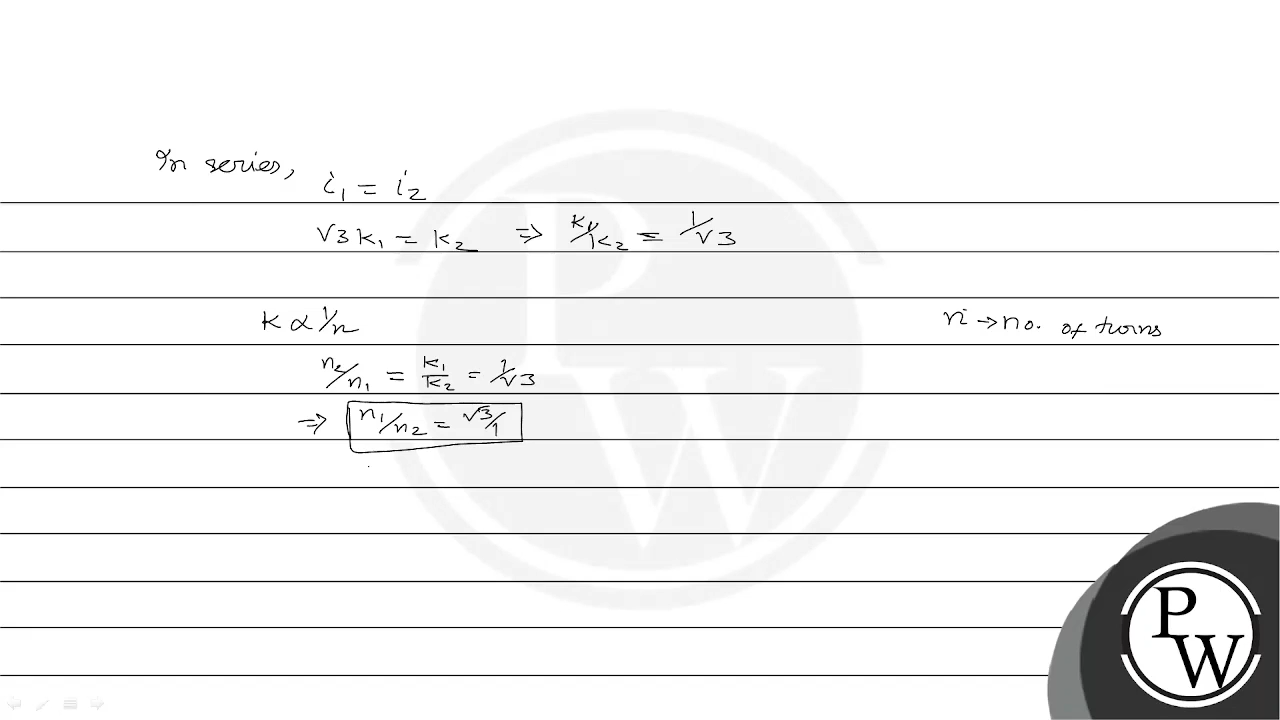 In series,
i₁ = i₂
√3 k₁ = k₂ ⇒ k₁/k₂ = 1/√3
k ∝ 1/n
n → no. of turns
n₂/n₁ = k₁/k₂ = 1/√3
⇒ n₁/n₂ = √3/1
P
W
P
W